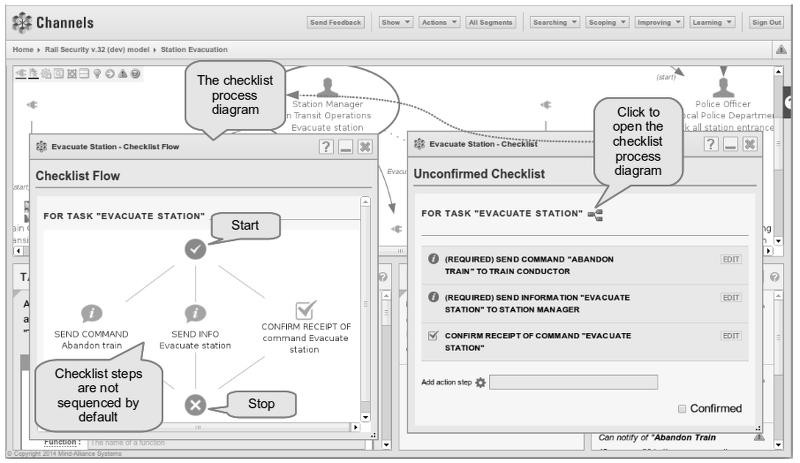 Channels
Send Feedback
Show
Actions
All Segments
Searching
Scoping
Improving
Learning
Sign Out
Home
Rail Security v.32 (dev) model
Station Evacuation
The checklist
process
diagram
(start)
Station Manager
n Transit Operations
Evacuate station
Police Officer
ocal Police Departme
k all station entrance
Click to
open the
checklist
process
diagram
start
Evacu
Evacuate Station - Checklist Flow
Checklist Flow
FOR TASK "EVACUATE STATION"
Start
SEND COMMAND
Abandon train
SEND INFO
Evacuate station
CONFIRM RECEIPT OF
command Evacuate
station
Checklist steps
are not
sequenced by
default
Stop
Evacuate Station - Checklist
Unconfirmed Checklist
FOR TASK "EVACUATE STATION"
(REQUIRED) SEND COMMAND "ABANDON
TRAIN" TO TRAIN CONDUCTOR
EDIT
(REQUIRED) SEND INFORMATION "EVACUATE
STATION" TO STATION MANAGER
EDIT
CONFIRM RECEIPT OF COMMAND "EVACUATE
STATION"
EDIT
Add action step
Confirmed
Function :
The name of a function
Can notify of "Abandon Train
© Copyright 2014 Mind-Alliance Systems